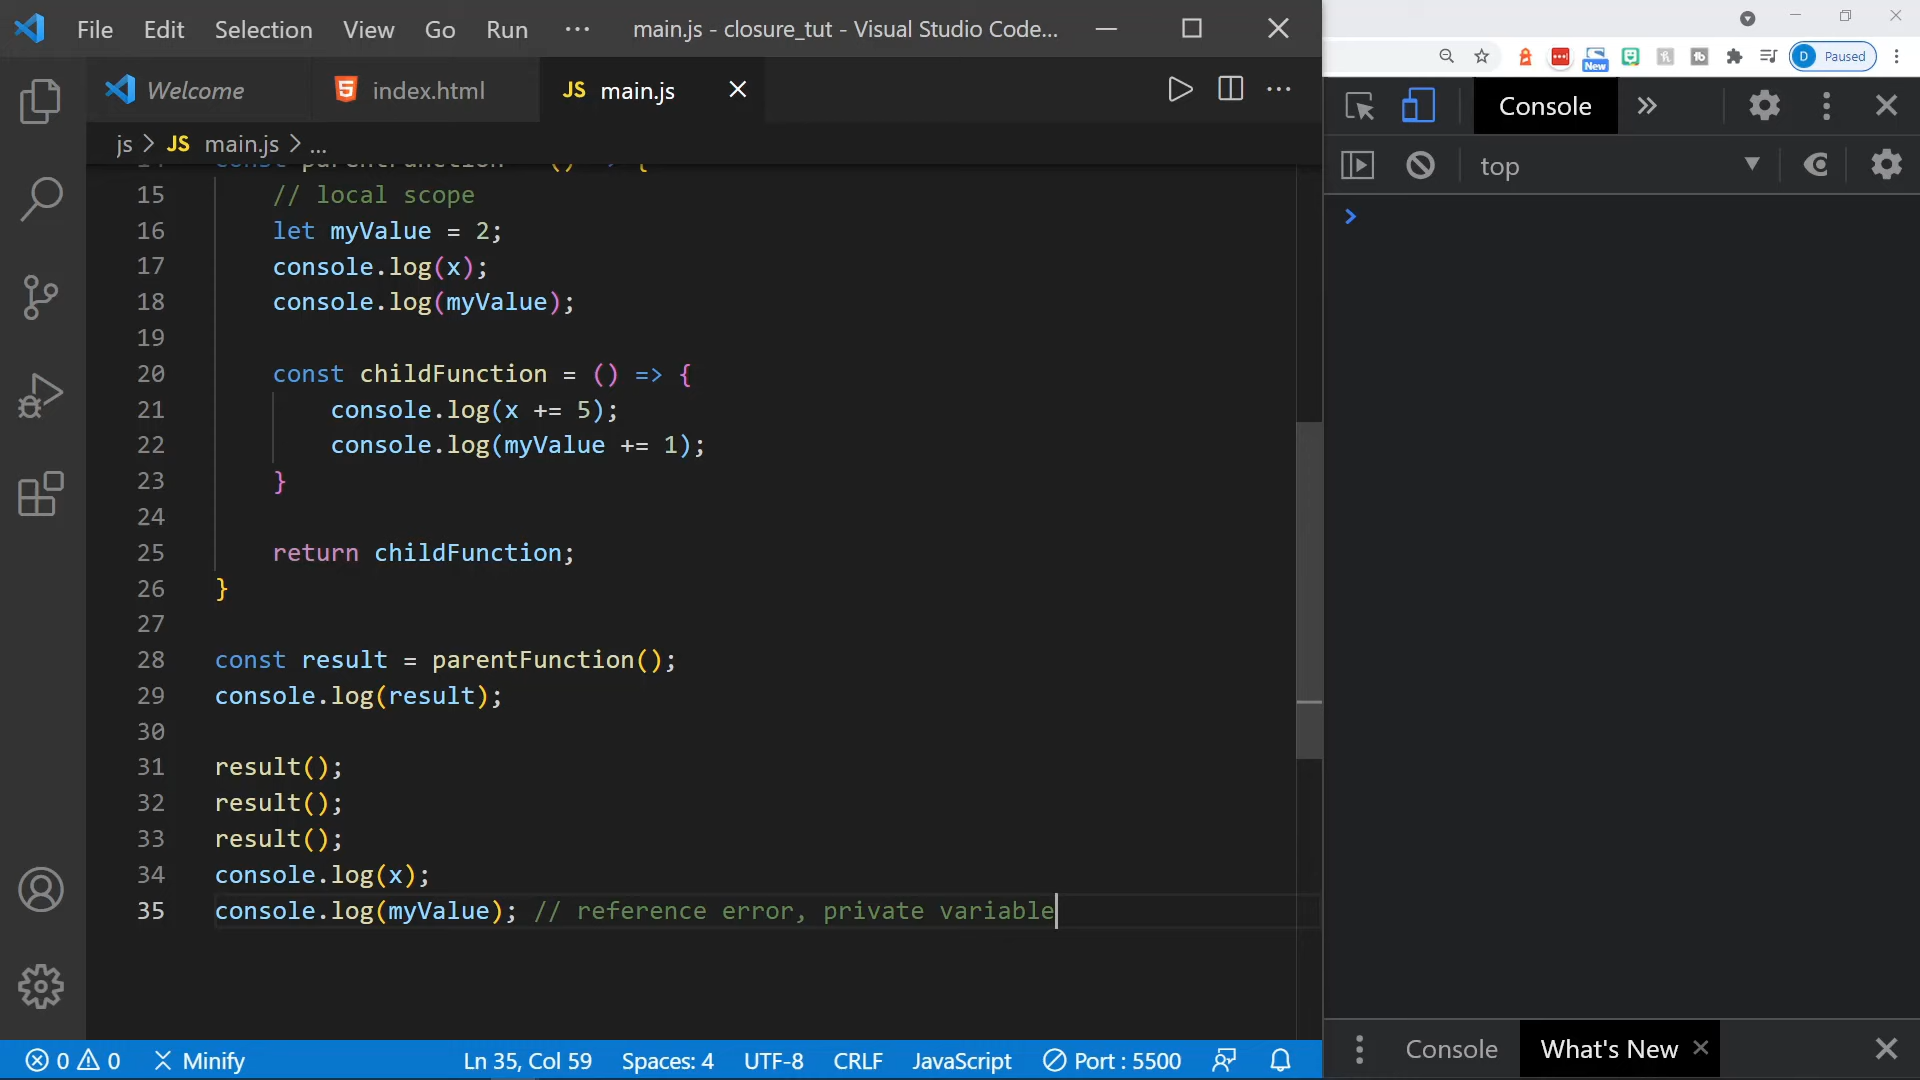 File Edit Selection View Go Run ... main.js - closure_tut - Visual Studio Code...
Welcome index.html JS main.js
js > JS main.js > ...
15 // local scope
16 let myValue = 2;
17 console.log(x);
18 console.log(myValue);
19
20 const childFunction = () => {
21 console.log(x += 5);
22 console.log(myValue += 1);
23 }
24
25 return childFunction;
26 }
27
28 const result = parentFunction();
29 console.log(result);
30
31 result();
32 result();
33 result();
34 console.log(x);
35 console.log(myValue); // reference error, private variable
0 0 Minify Ln 35, Col 59 Spaces: 4 UTF-8 CRLF JavaScript Port : 5500
New D Paused
Console
top
Console What's New